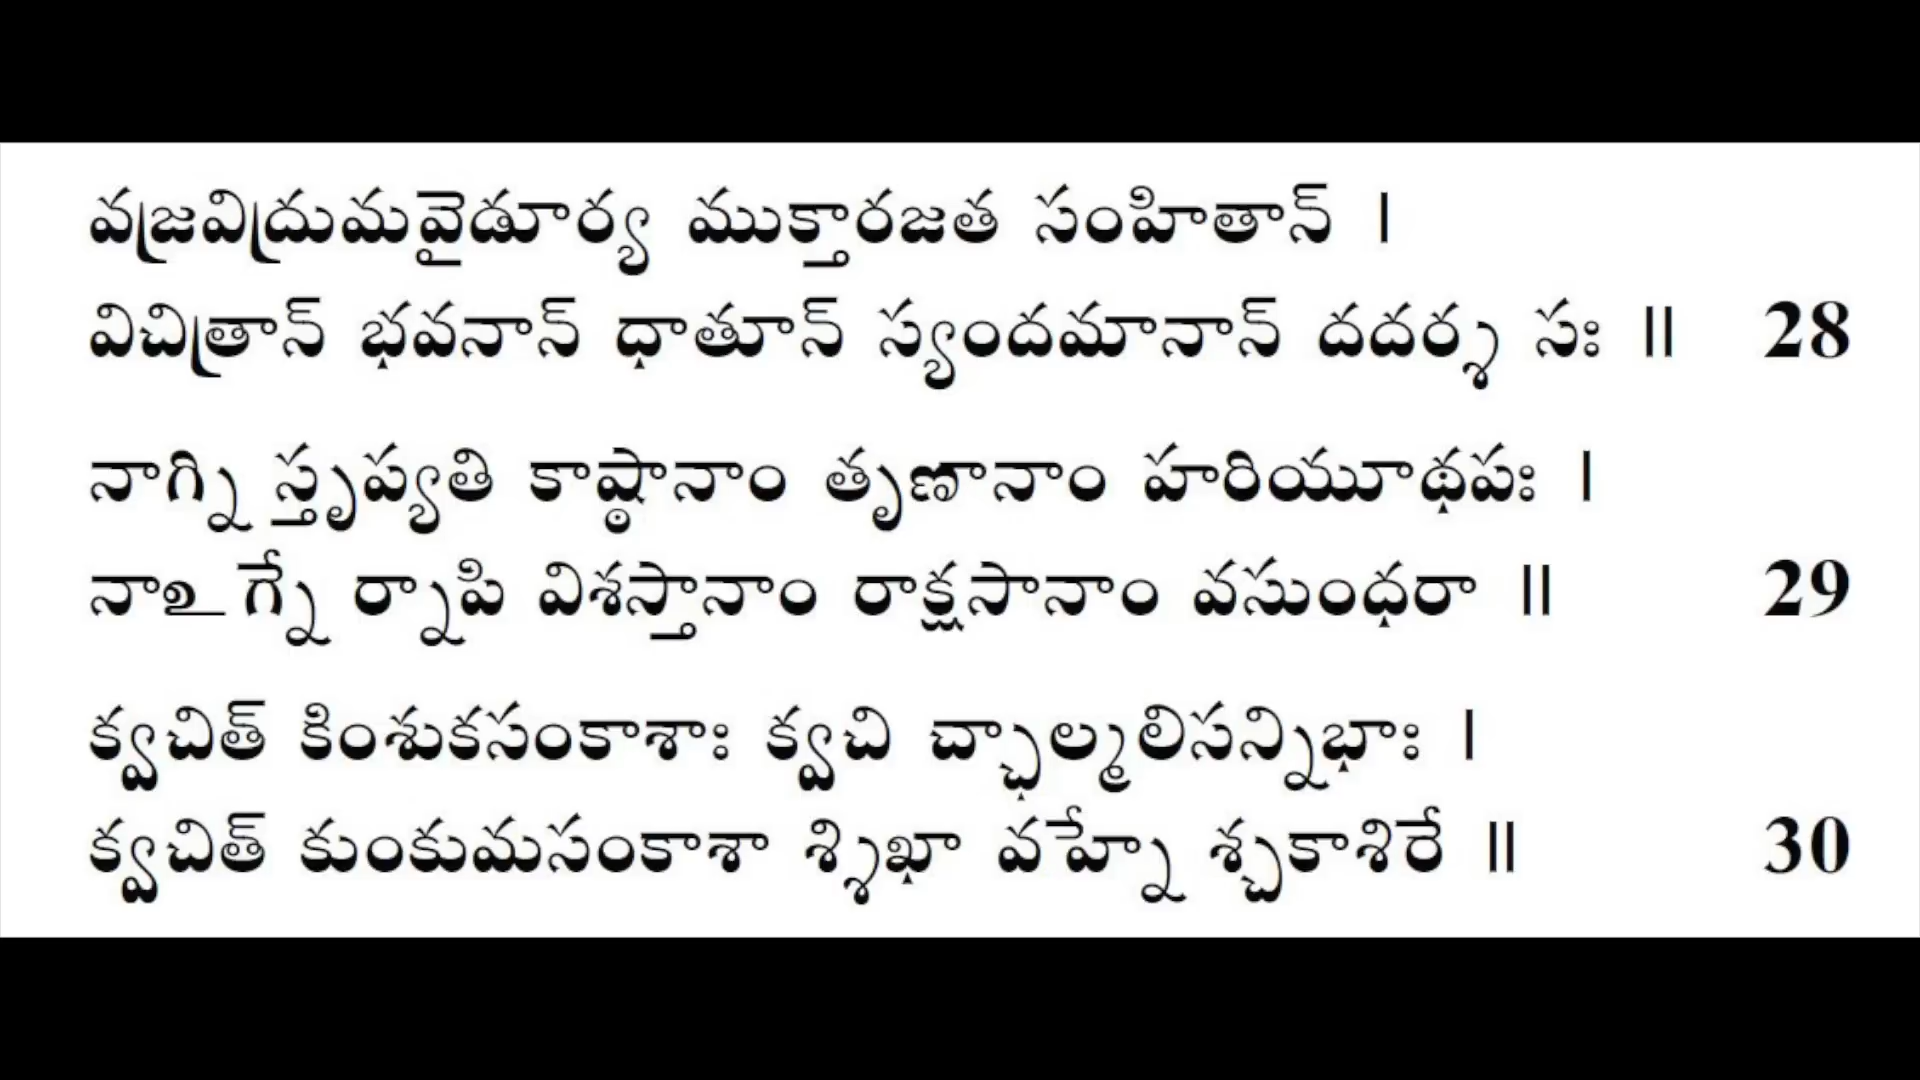 వజ్రవిద్రుమవైడూర్య ముక్తారజత సంహితాన్ ।
విచిత్రాన్ భవనాన్ ధాతూన్ స్యందమానాన్ దదర్శ సః ॥ 28
నాగ్ని స్తృప్యతి కాష్ఠానాం తృణానాం హరియూథపః ।
నాఽగ్నే ర్నాపి విశస్తానాం రాక్షసానాం వసుంధరా ॥ 29
క్వచిత్ కింశుకసంకాశాః క్వచి చ్ఛాల్మలిసన్నిభాః ।
క్వచిత్ కుంకుమసంకాశా శ్శిఖా వహ్నే శ్చకాశిరే ॥ 30